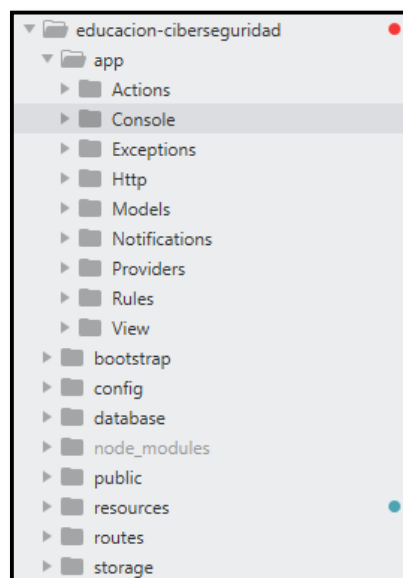 educacion-ciberseguridad
app
Actions
Console
Exceptions
Http
Models
Notifications
Providers
Rules
View
bootstrap
config
database
node_modules
public
resources
routes
storage